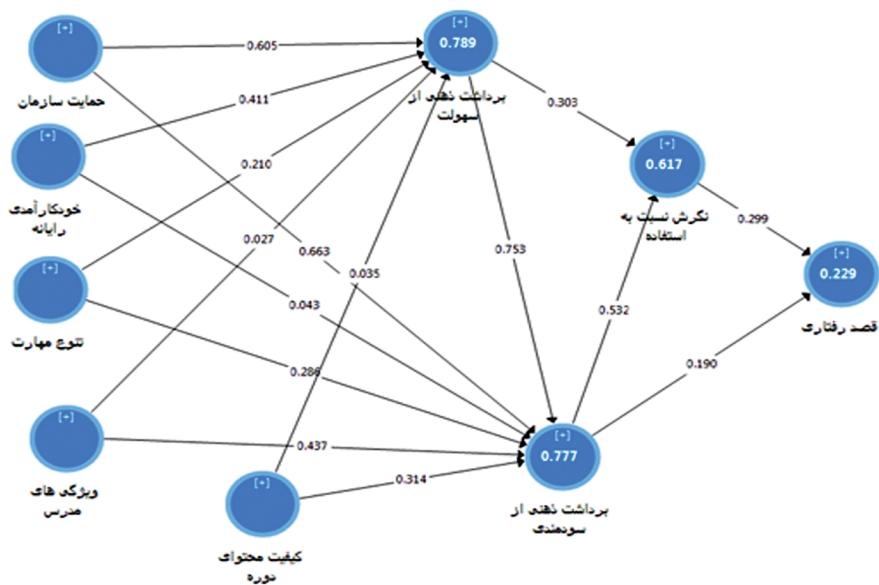 [+]
0.789
برداشت ذهنی از
سهولت
[+]
حمایت سازمان
0.605
0.411
0.303
[+]
خودکارآمدی
رایانه
0.210
[+]
0.617
نگرش نسبت به
استفاده
0.299
0.027
0.663
0.035
0.753
[+]
تنوع مهارت
[+]
0.229
قصد رفتاری
0.043
0.532
0.286
0.190
[+]
ویژگی های
مدرس
0.437
0.314
[+]
0.777
برداشت ذهنی از
سودمندی
[+]
کیفیت محتوای
دوره